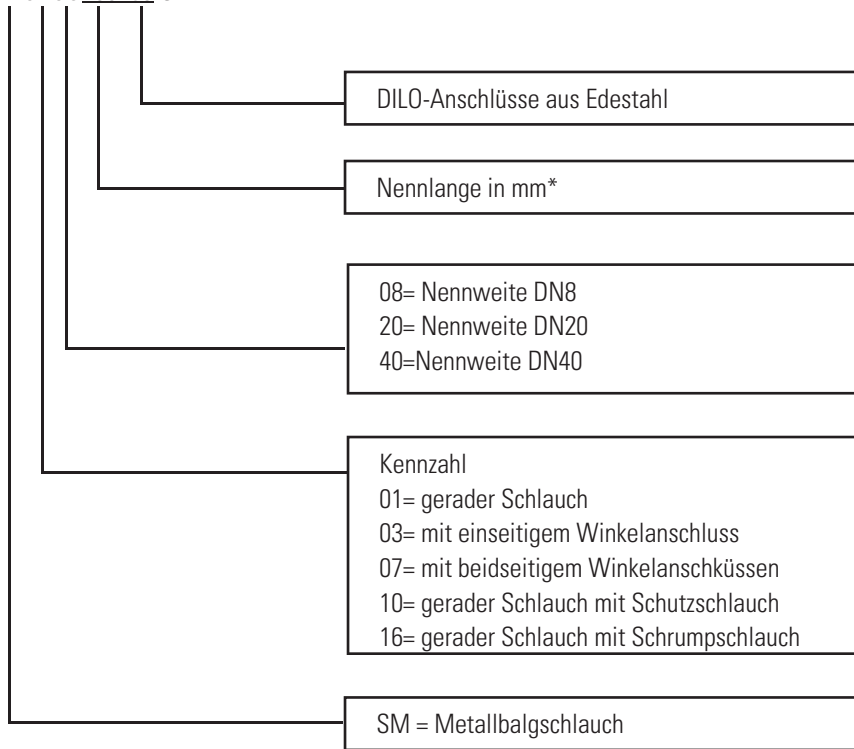 DILO-Anschlüsse aus Edestahl
Nennlange in mm*
08= Nennweite DN8
20= Nennweite DN20
40=Nennweite DN40
Kennzahl
01= gerader Schlauch
03= mit einseitigem Winkelanschluss
07= mit beidseitigem Winkelanschküssen
10= gerader Schlauch mit Schutzschlauch
16= gerader Schlauch mit Schrumpschlauch
SM = Metallbalgschlauch